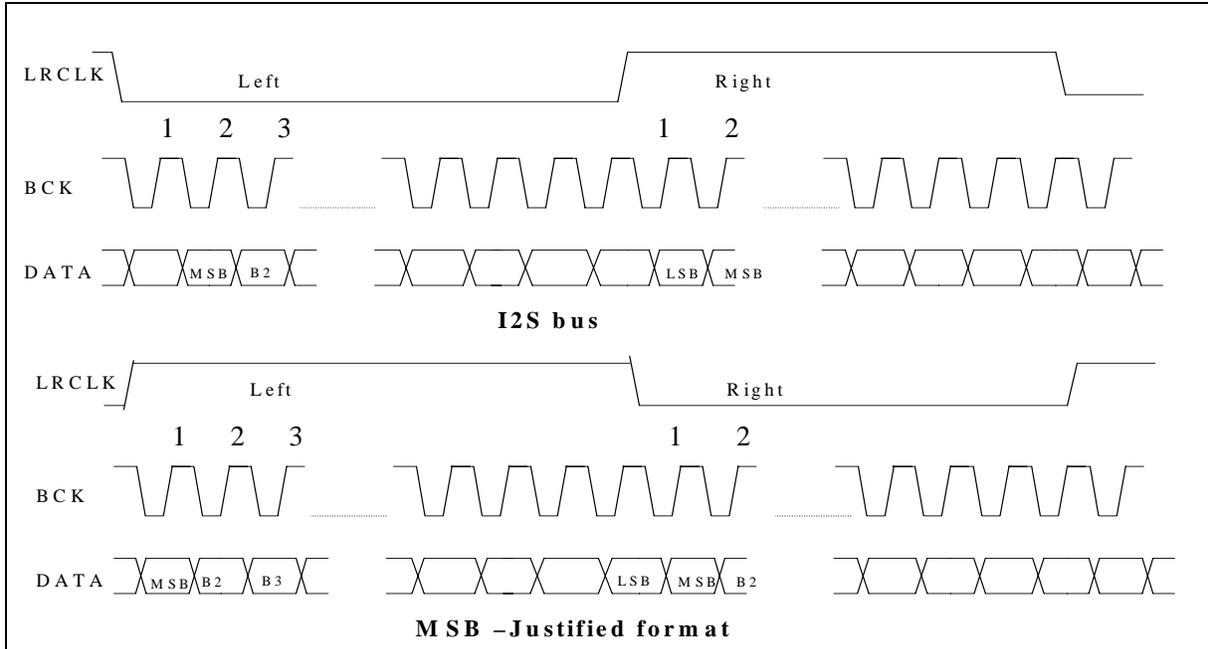 LRCLK
Left Right
1 2 3 1 2
BCK
DATA MSB B2 LSB MSB
I2S bus
LRCLK
Left Right
1 2 3 1 2
BCK
DATA MSB B2 B3 LSB MSB B2
MSB –Justified format